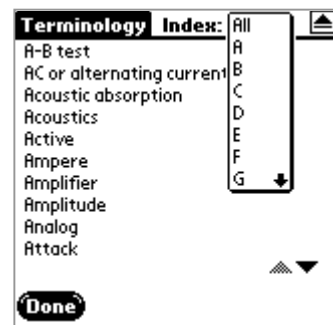 Terminology Index: All
A
B
C
D
E
F
G
A-B test
AC or alternating current
Acoustic absorption
Acoustics
Active
Ampere
Amplifier
Amplitude
Analog
Attack
Done